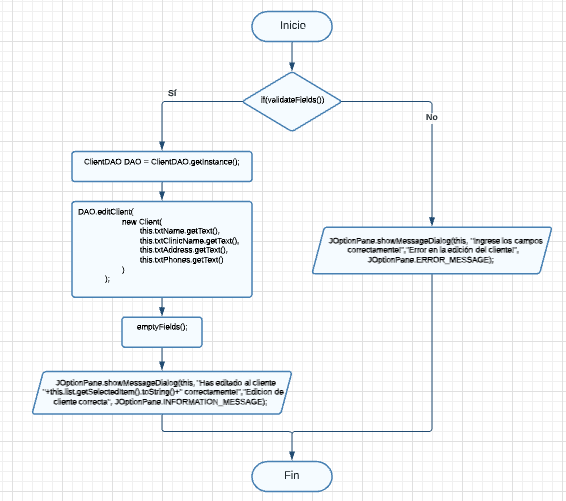 Inicio
if(validateFields())
Sí
No
ClientDAO DAO = ClientDAO.getInstance();
DAO.editClient(
new Client(
this.txtName.getText(),
this.txtClinicName.getText(),
this.txtAddress.getText(),
this.txtPhones.getText()
)
);
JOptionPane.showMessageDialog(this, "Ingrese los campos
correctamente!","Error en la edición del cliente!",
JOptionPane.ERROR_MESSAGE);
emptyFields();
JOptionPane.showMessageDialog(this, "Has editado al cliente
"+this.list.getSelectedItem().toString()+" correctamente!","Edicion de
cliente correcta", JOptionPane.INFORMATION_MESSAGE);
Fin